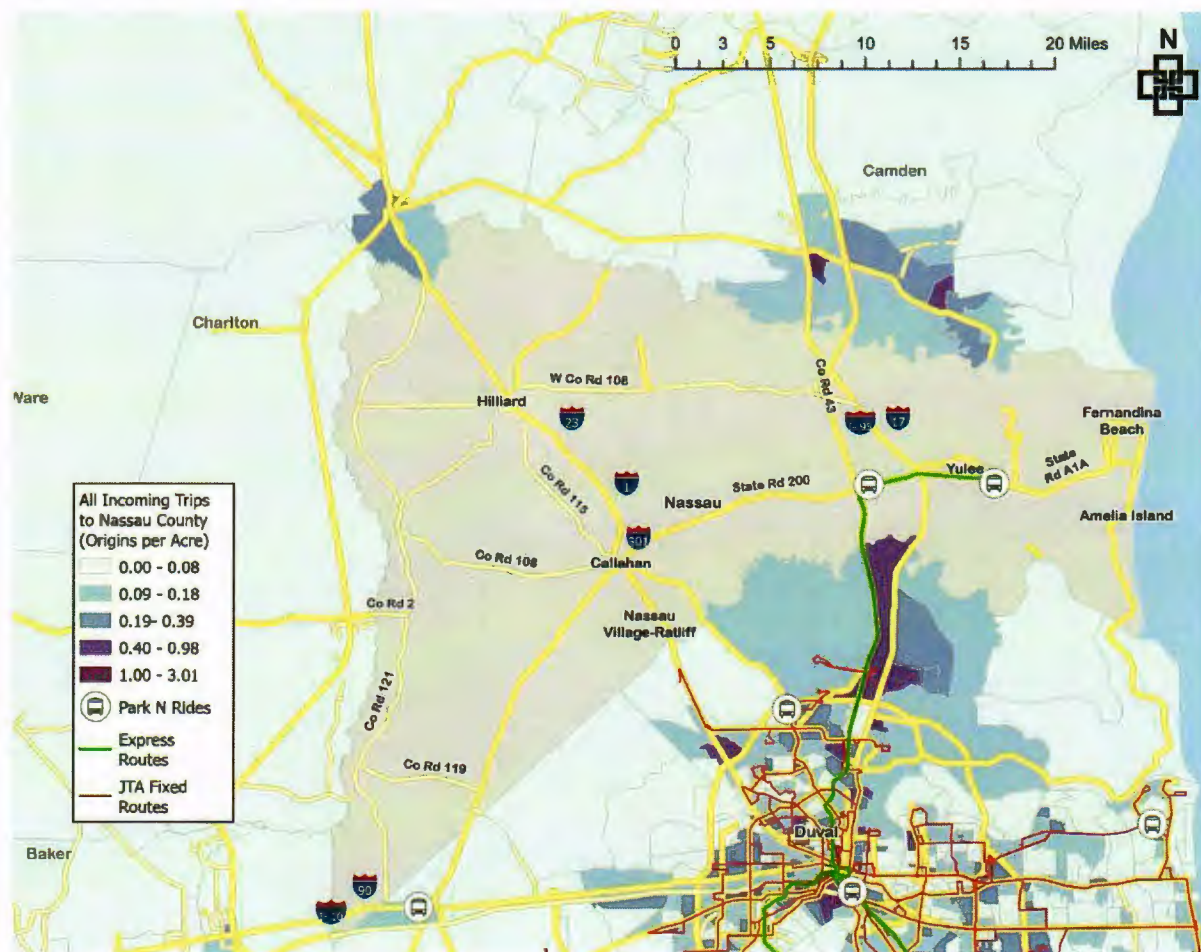 0 3 5 10 15 20 Miles
N
Camden
Charlton
Ware
W Co Rd 108
Co Rd 43
Hilliard
23
I-95
17
Fernandina
Beach
Yulee
State
Rd A1A
1
Co Rd 115
Nassau
State Rd 200
Amelia Island
301
Callahan
Co Rd 108
Co Rd 2
Nassau
Village-Ratliff
Co Rd 121
Co Rd 119
Duval
Baker
90
All Incoming Trips
to Nassau County
(Origins per Acre)
0.00 - 0.08
0.09 - 0.18
0.19- 0.39
0.40 - 0.98
1.00 - 3.01
Park N Rides
Express
Routes
JTA Fixed
Routes